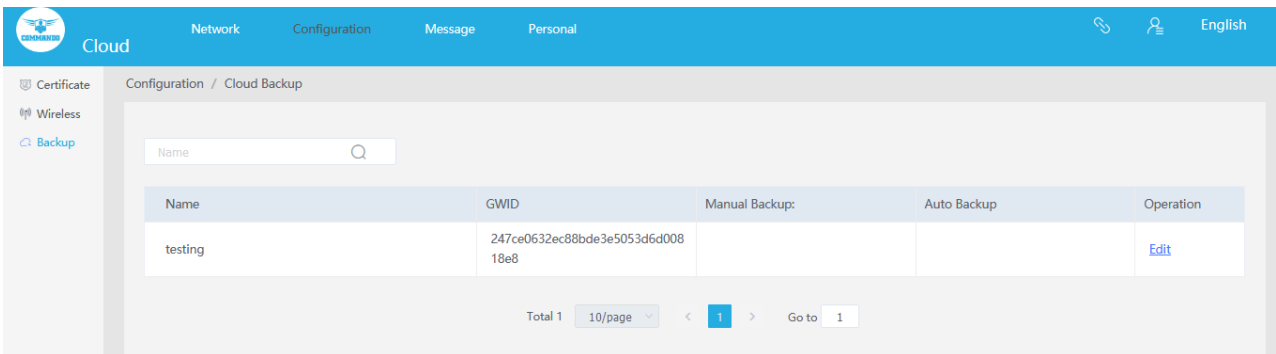 COMMANDO
Cloud
Network
Configuration
Message
Personal
English
Certificate
Wireless
Backup
Configuration / Cloud Backup
Name
Name
GWID
Manual Backup:
Auto Backup
Operation
testing
247ce0632ec88bde3e5053d6d008
18e8
Edit
Total 1
10/page
<
1
>
Go to
1